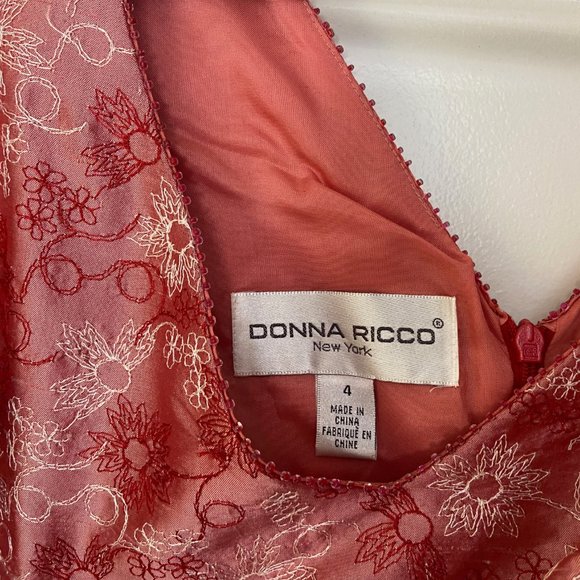 DONNA RICCO®
New York
4
MADE IN
CHINA
FABRIQUÉ EN
CHINE